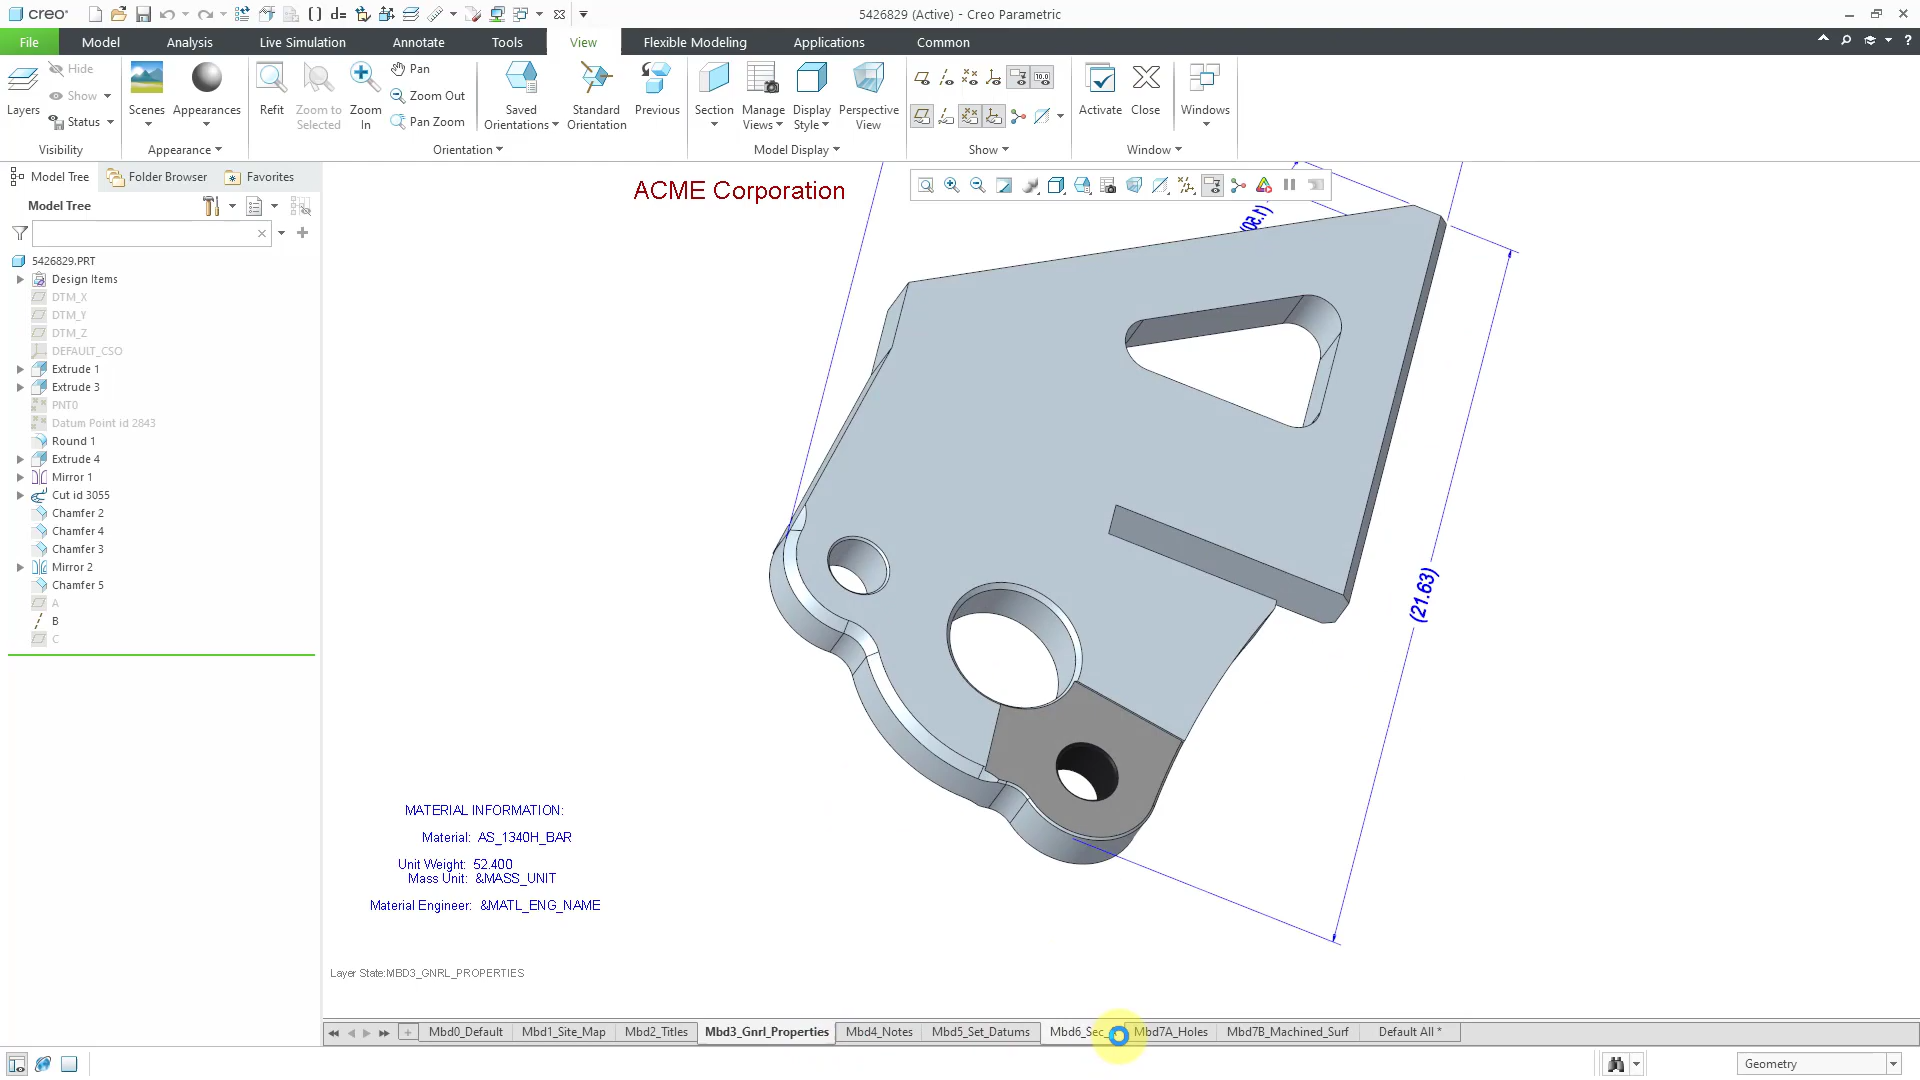 creo®
5426829 (Active) - Creo Parametric
File Model Analysis Live Simulation Annotate Tools View Flexible Modeling Applications Common
Layers
Hide
Show
Status
Visibility
Scenes
Appearances
Appearance
Refit
Zoom to Selected
Zoom In
Pan
Zoom Out
Pan Zoom
Saved Orientations
Standard Orientation
Previous
Orientation
Section
Manage Views
Display Style
Perspective View
Model Display
10.0
Show
Activate
Close
Windows
Window
Model Tree Folder Browser Favorites
Model Tree
5426829.PRT
Design Items
DTM_X
DTM_Y
DTM_Z
DEFAULT_CSO
Extrude 1
Extrude 3
PNT0
Datum Point id 2843
Round 1
Extrude 4
Mirror 1
Cut id 3055
Chamfer 2
Chamfer 4
Chamfer 3
Mirror 2
Chamfer 5
A
B
C
ACME Corporation
(1.50)
(21.63)
MATERIAL INFORMATION:
Material: AS_1340H_BAR
Unit Weight: 52.400
Mass Unit: &MASS_UNIT
Material Engineer: &MATL_ENG_NAME
Layer State:MBD3_GNRL_PROPERTIES
Mbd0_Default Mbd1_Site_Map Mbd2_Titles Mbd3_Gnrl_Properties Mbd4_Notes Mbd5_Set_Datums Mbd6_Sec_ Mbd7A_Holes Mbd7B_Machined_Surf Default All *
Geometry